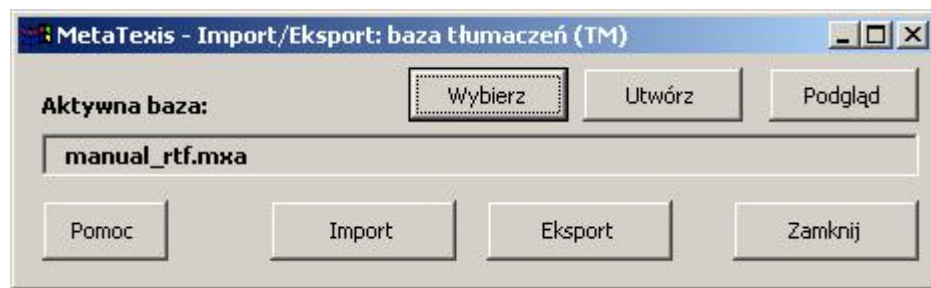 MetaTexis - Import/Eksport: baza tłumaczeń (TM)
Aktywna baza: Wybierz Utwórz Podgląd
manual_rtf.mxa
Pomoc Import Eksport Zamknij